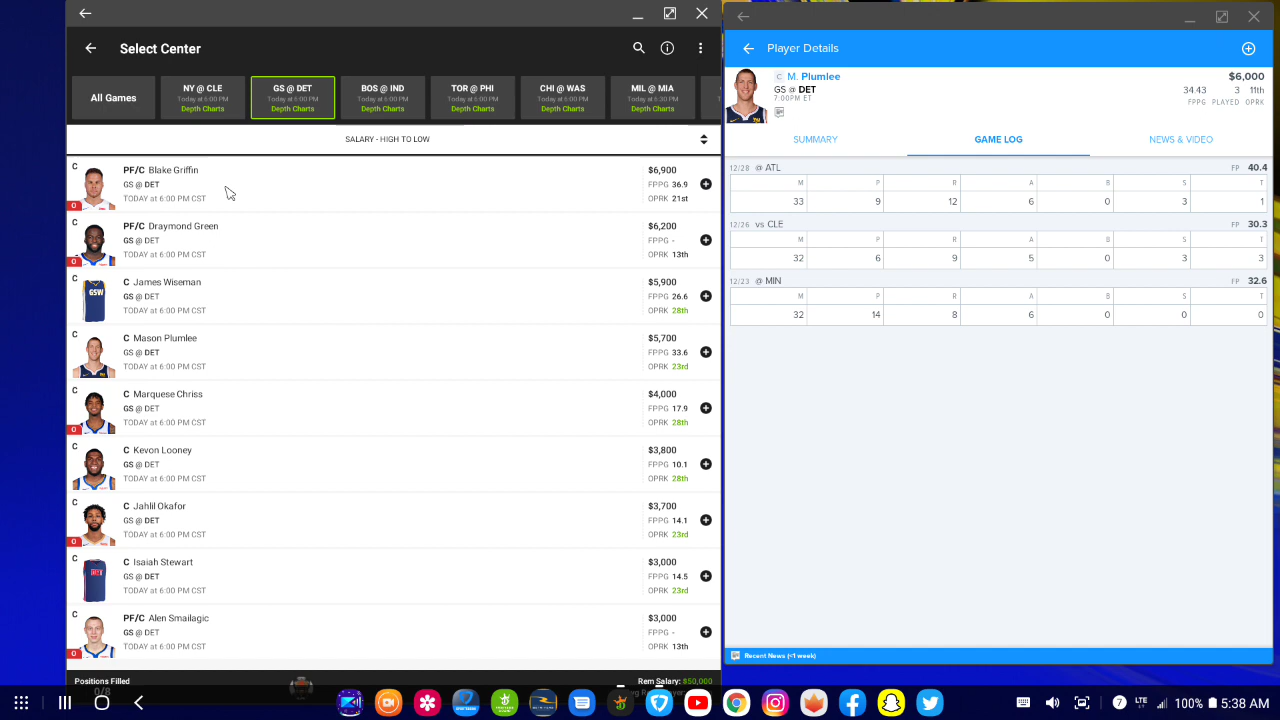 Select Center
All Games
NY @ CLE
Today at 6:00 PM
Depth Charts
GS @ DET
Today at 6:00 PM
Depth Charts
BOS @ IND
Today at 6:00 PM
Depth Charts
TOR @ PHI
Today at 6:00 PM
Depth Charts
CHI @ WAS
Today at 6:00 PM
Depth Charts
MIL @ MIA
Today at 6:30 PM
Depth Charts
SALARY - HIGH TO LOW
C
O
PF/C Blake Griffin
GS @ DET
TODAY at 6:00 PM CST
$6,900
FPPG 36.9
OPRK 21st
C
O
PF/C Draymond Green
GS @ DET
TODAY at 6:00 PM CST
$6,200
FPPG -
OPRK 13th
C
GSW
C James Wiseman
GS @ DET
TODAY at 6:00 PM CST
$5,900
FPPG 26.6
OPRK 28th
C
C Mason Plumlee
GS @ DET
TODAY at 6:00 PM CST
$5,700
FPPG 33.6
OPRK 23rd
C
O
C Marquese Chriss
GS @ DET
TODAY at 6:00 PM CST
$4,000
FPPG 17.9
OPRK 28th
C
C Kevon Looney
GS @ DET
TODAY at 6:00 PM CST
$3,800
FPPG 10.1
OPRK 28th
C
O
C Jahlil Okafor
GS @ DET
TODAY at 6:00 PM CST
$3,700
FPPG 14.1
OPRK 23rd
C
DET
C Isaiah Stewart
GS @ DET
TODAY at 6:00 PM CST
$3,000
FPPG 14.5
OPRK 23rd
C
O
PF/C Alen Smailagic
GS @ DET
TODAY at 6:00 PM CST
$3,000
FPPG -
OPRK 13th
Positions Filled
0/8
Rem Salary: $50,000
Player Details
C M. Plumlee
GS @ DET
7:00PM ET
$6,000
34.43 3 11th
FPPG PLAYED OPRK
SUMMARY
GAME LOG
NEWS & VIDEO
12/28 @ ATL FP 40.4
M P R A B S T
33 9 12 6 0 3 1
12/26 vs CLE FP 30.3
M P R A B S T
32 6 9 5 0 3 3
12/23 @ MIN FP 32.6
M P R A B S T
32 14 8 6 0 0 0
Recent News (<1 week)
7 LTE 100% 5:38 AM